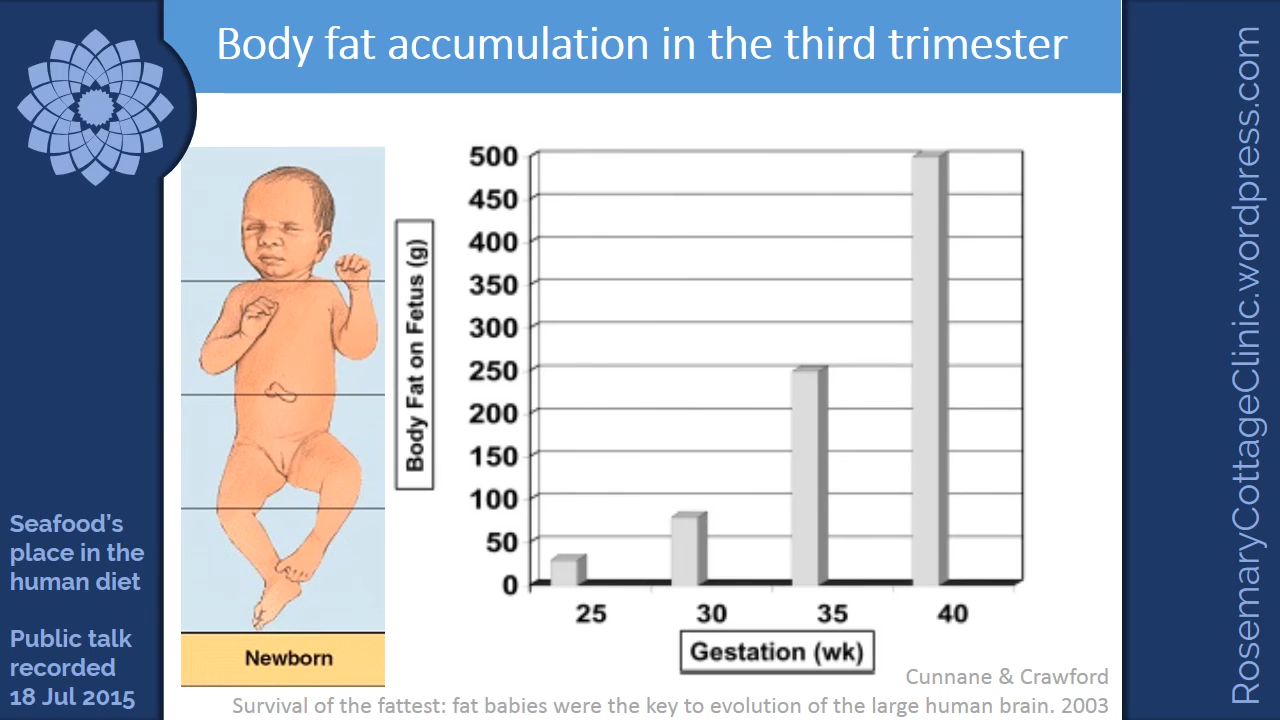 Body fat accumulation in the third trimester
RosemaryCottageClinic.wordpress.com
Seafood's
place in the
human diet
Public talk
recorded
18 Jul 2015
Newborn
Body Fat on Fetus (g)
500
450
400
350
300
250
200
150
100
50
0
25 30 35 40
Gestation (wk)
Cunnane & Crawford
Survival of the fattest: fat babies were the key to evolution of the large human brain. 2003